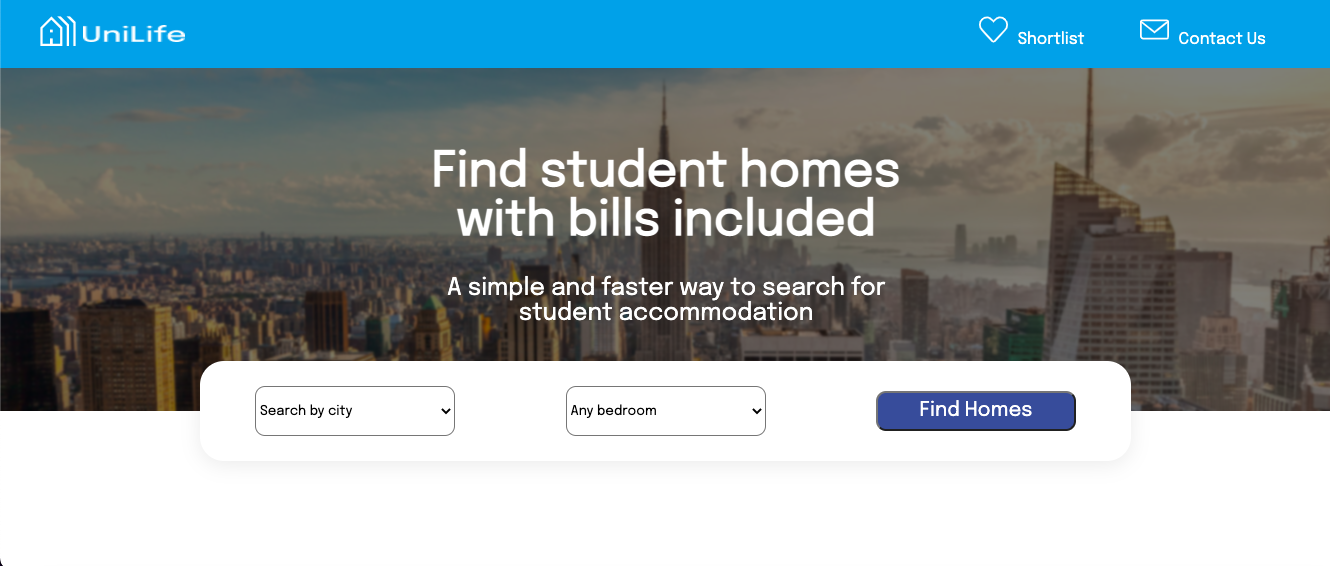 UniLife
Shortlist
Contact Us
Find student homes
with bills included
A simple and faster way to search for
student accommodation
Search by city
Any bedroom
Find Homes